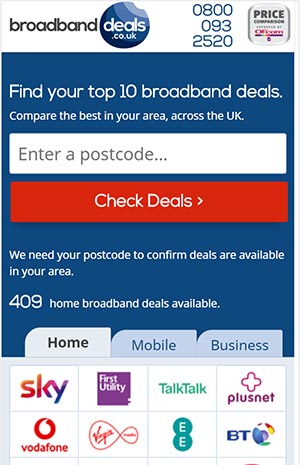 broadband deals
.co.uk
0800
093
2520
PRICE
COMPARISON
APPROVED BY
Ofcom
6
Find your top 10 broadband deals.
Compare the best in your area, across the UK.
Enter a postcode...
Check Deals >
We need your postcode to confirm deals are available
in your area.
409 home broadband deals available.
Home
Mobile
Business
sky
First
Utility
TalkTalk
plusnet
vodafone
Virgin media
EE
BT